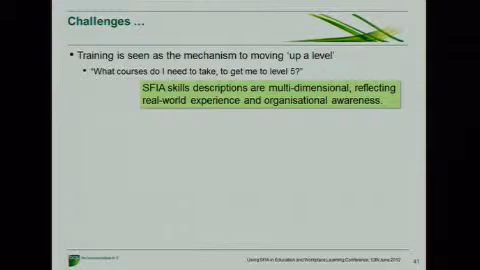 Challenges ...
• Training is seen as the mechanism to moving 'up a level'
• "What courses do I need to take, to get me to level 5?"
SFIA skills descriptions are multi-dimensional, reflecting
real-world experience and organisational awareness.
Using SFIA in Education and Workplace Learning Conference, 13th June 2012
41